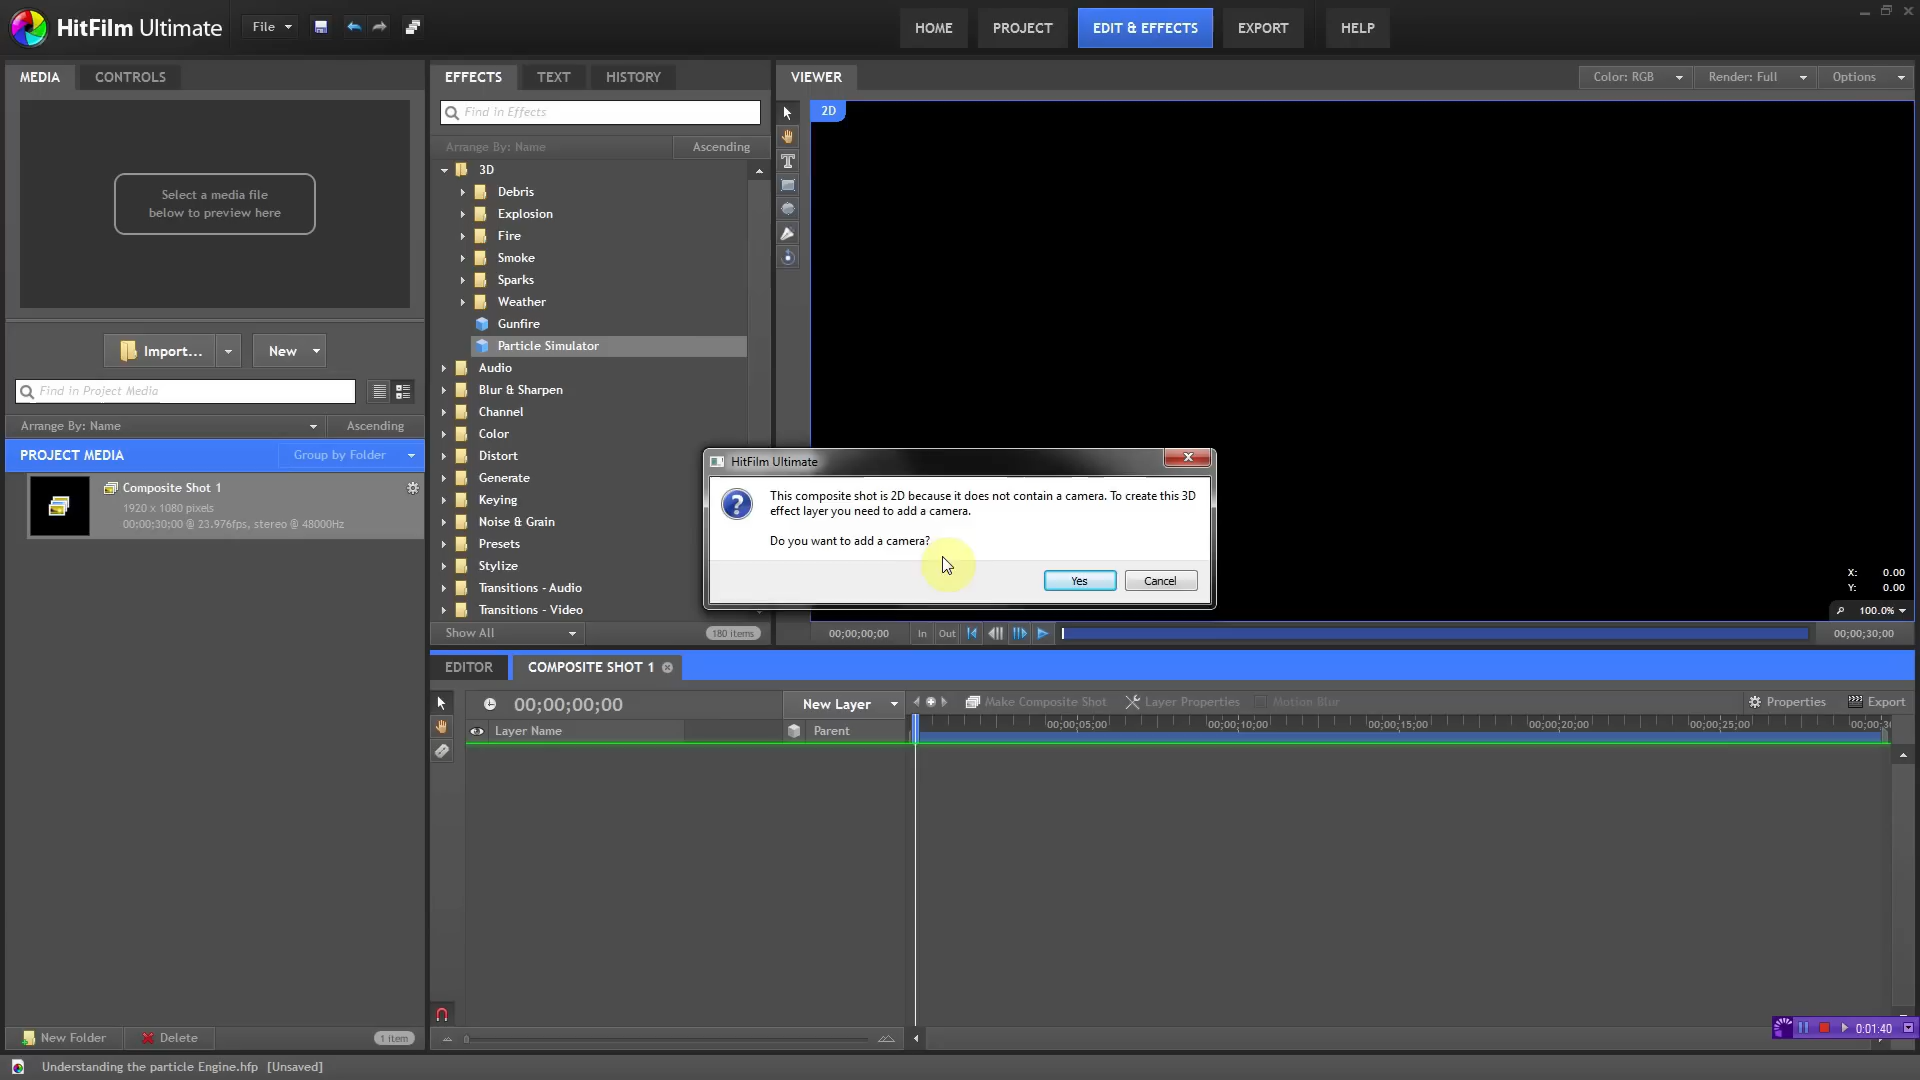 HitFilm Ultimate
File
HOME
PROJECT
EDIT & EFFECTS
EXPORT
HELP
MEDIA
CONTROLS
EFFECTS
TEXT
HISTORY
VIEWER
Color: RGB
Render: Full
Options
Select a media file
below to preview here
Find in Effects
Arrange By: Name
Ascending
2D
3D
Debris
Explosion
Fire
Smoke
Sparks
Weather
Gunfire
Particle Simulator
Audio
Blur & Sharpen
Channel
Color
Distort
Generate
Keying
Noise & Grain
Presets
Stylize
Transitions - Audio
Transitions - Video
Show All
180 items
Import...
New
Find in Project Media
Arrange By: Name
Ascending
PROJECT MEDIA
Group by Folder
Composite Shot 1
1920 x 1080 pixels
00;00;30;00 @ 23.976fps, stereo @ 48000Hz
HitFilm Ultimate
This composite shot is 2D because it does not contain a camera. To create this 3D
effect layer you need to add a camera.
Do you want to add a camera?
Yes
Cancel
X: 0.00
Y: 0.00
100.0%
00;00;00;00
In
Out
00;00;30;00
EDITOR
COMPOSITE SHOT 1
00;00;00;00
New Layer
Make Composite Shot
Layer Properties
Motion Blur
Properties
Export
Layer Name
Parent
00;00;05;00
00;00;10;00
00;00;15;00
00;00;20;00
00;00;25;00
New Folder
Delete
1 item
0:01:40
Understanding the particle Engine.hfp [Unsaved]